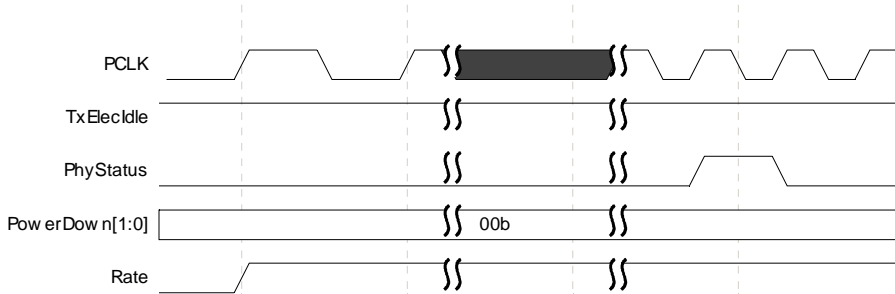 PCLK
TxElecIdle
PhyStatus
PowerDown[1:0] 00b
Rate